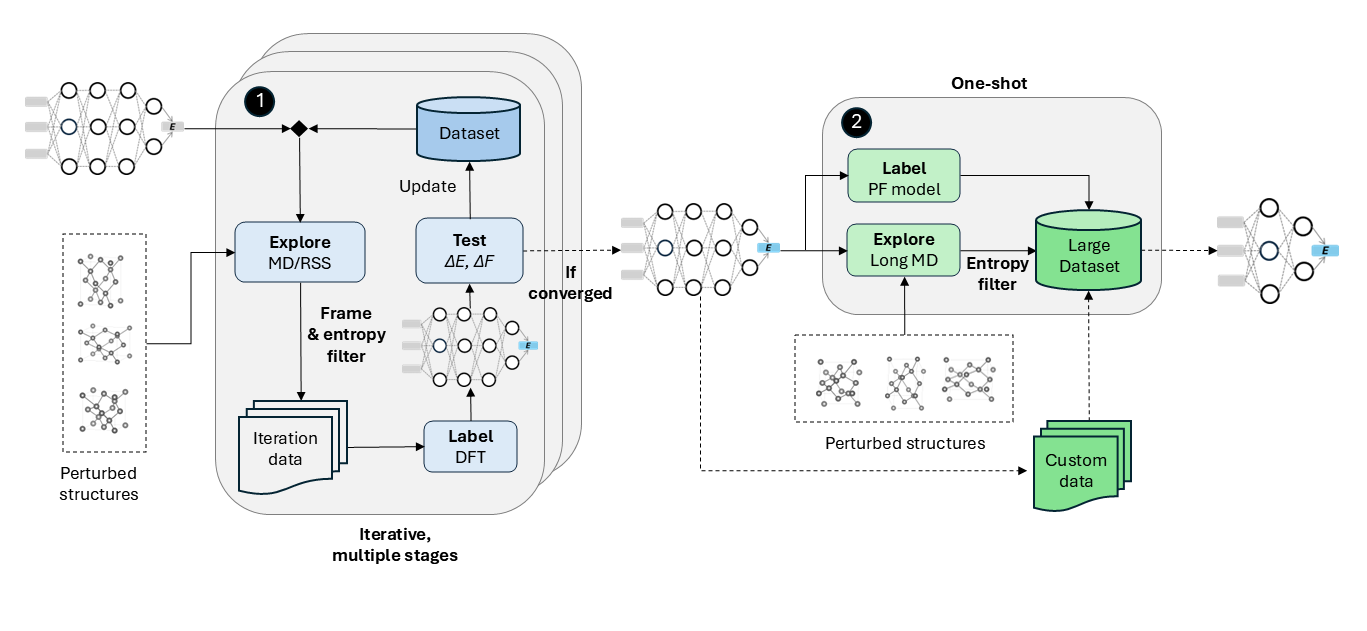 E
1
Dataset
Update
Explore
MD/RSS
Test
ΔE, ΔF
If
converged
Frame
& entropy
filter
E
Iteration
data
Label
DFT
Perturbed
structures
Iterative,
multiple stages
E
One-shot
2
Label
PF model
Explore
Long MD
Entropy
filter
Large
Dataset
E
Perturbed structures
Custom
data